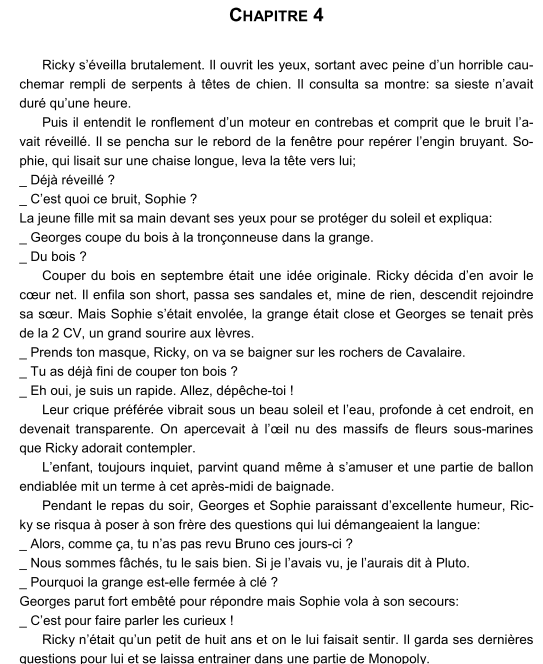 CHAPITRE 4
Ricky s'éveilla brutalement. Il ouvrit les yeux, sortant avec peine d'un horrible cau-
chemar rempli de serpents à têtes de chien. Il consulta sa montre: sa sieste n'avait
duré qu'une heure.
Puis il entendit le ronflement d'un moteur en contrebas et comprit que le bruit l'a-
vait réveillé. Il se pencha sur le rebord de la fenêtre pour repérer l'engin bruyant. So-
phie, qui lisait sur une chaise longue, leva la tête vers lui;
_ Déjà réveillé ?
_ C'est quoi ce bruit, Sophie ?
La jeune fille mit sa main devant ses yeux pour se protéger du soleil et expliqua:
_ Georges coupe du bois à la tronçonneuse dans la grange.
_ Du bois ?
Couper du bois en septembre était une idée originale. Ricky décida d'en avoir le
cœur net. Il enfila son short, passa ses sandales et, mine de rien, descendit rejoindre
sa sœur. Mais Sophie s'était envolée, la grange était close et Georges se tenait près
de la 2 CV, un grand sourire aux lèvres.
_ Prends ton masque, Ricky, on va se baigner sur les rochers de Cavalaire.
_ Tu as déjà fini de couper ton bois ?
_ Eh oui, je suis un rapide. Allez, dépêche-toi !
Leur crique préférée vibrait sous un beau soleil et l'eau, profonde à cet endroit, en
devenait transparente. On apercevait à l'œil nu des massifs de fleurs sous-marines
que Ricky adorait contempler.
L'enfant, toujours inquiet, parvint quand même à s'amuser et une partie de ballon
endiablée mit un terme à cet après-midi de baignade.
Pendant le repas du soir, Georges et Sophie paraissant d'excellente humeur, Ric-
ky se risqua à poser à son frère des questions qui lui démangeaient la langue:
_ Alors, comme ça, tu n'as pas revu Bruno ces jours-ci ?
_ Nous sommes fâchés, tu le sais bien. Si je l'avais vu, je l'aurais dit à Pluto.
_ Pourquoi la grange est-elle fermée à clé ?
Georges parut fort embêté pour répondre mais Sophie vola à son secours:
_ C'est pour faire parler les curieux !
Ricky n'était qu'un petit de huit ans et on le lui faisait sentir. Il garda ses dernières
questions pour lui et se laissa entrainer dans une partie de Monopoly.